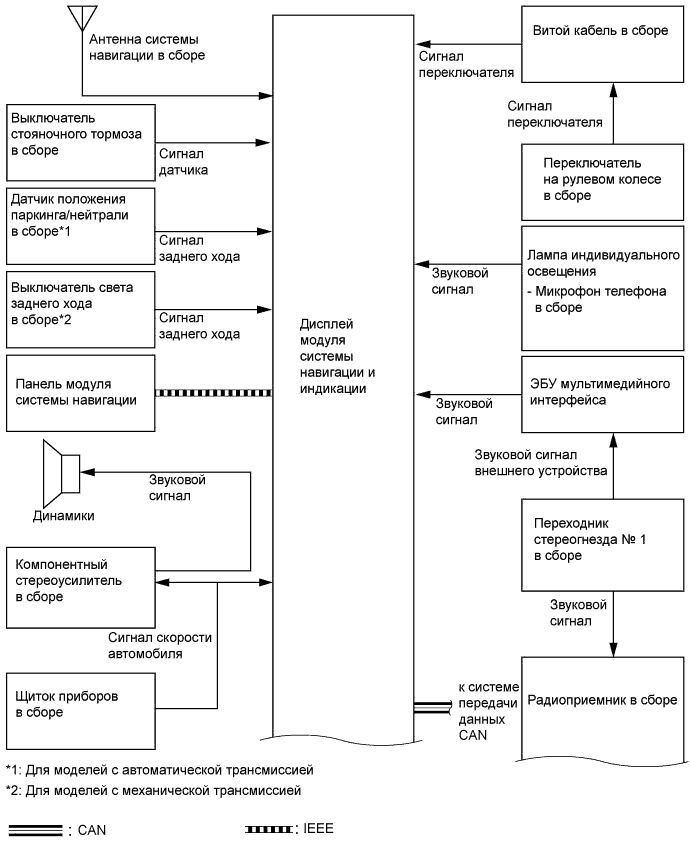 Антенна системы
навигации в сборе
Выключатель
стояночного тормоза
в сборе
Сигнал
датчика
Датчик положения
паркинга/нейтрали
в сборе*1
Сигнал
заднего хода
Выключатель света
заднего хода
в сборе*2
Сигнал
заднего хода
Панель модуля
системы навигации
Звуковой
сигнал
Динамики
Компонентный
стереоусилитель
в сборе
Сигнал скорости
автомобиля
Щиток приборов
в сборе
Дисплей
модуля
системы
навигации и
индикации
Витой кабель в сборе
Сигнал
переключателя
Сигнал
переключателя
Переключатель
на рулевом колесе
в сборе
Лампа индивидуального
освещения
- Микрофон телефона
в сборе
Звуковой
сигнал
ЭБУ мультимедийного
интерфейса
Звуковой
сигнал
Звуковой сигнал
внешнего устройства
Переходник
стереогнезда № 1
в сборе
Звуковой
сигнал
Радиоприемник в сборе
к системе
передачи
данных
CAN
*1: Для моделей с автоматической трансмиссией
*2: Для моделей с механической трансмиссией
: CAN
: IEEE